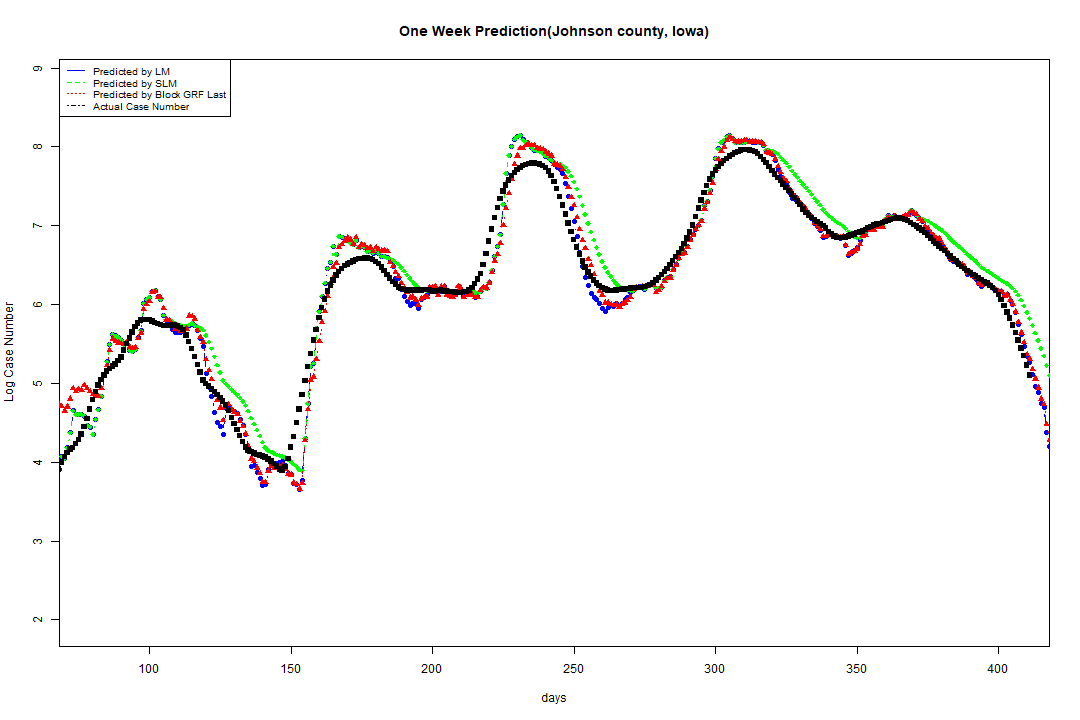 One Week Prediction(Johnson county, Iowa)
Predicted by LM
Predicted by SLM
Predicted by Block GRF Last
Actual Case Number
9
8
7
6
5
4
3
2
Log Case Number
100 150 200 250 300 350 400
days